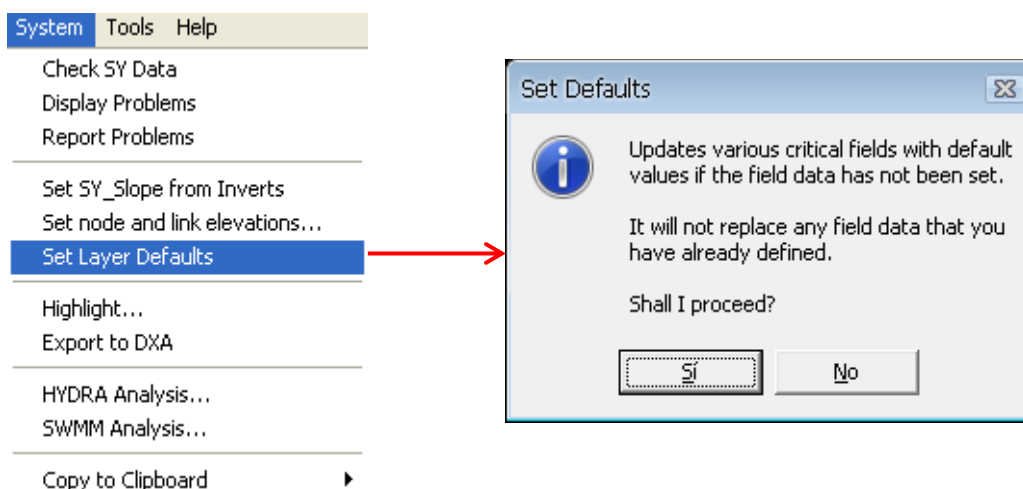 System Tools Help
Check SY Data
Display Problems
Report Problems
Set SY_Slope from Inverts
Set node and link elevations...
Set Layer Defaults
Highlight...
Export to DXA
HYDRA Analysis...
SWMM Analysis...
Copy to Clipboard
Set Defaults
Updates various critical fields with default
values if the field data has not been set.
It will not replace any field data that you
have already defined.
Shall I proceed?
Sí No